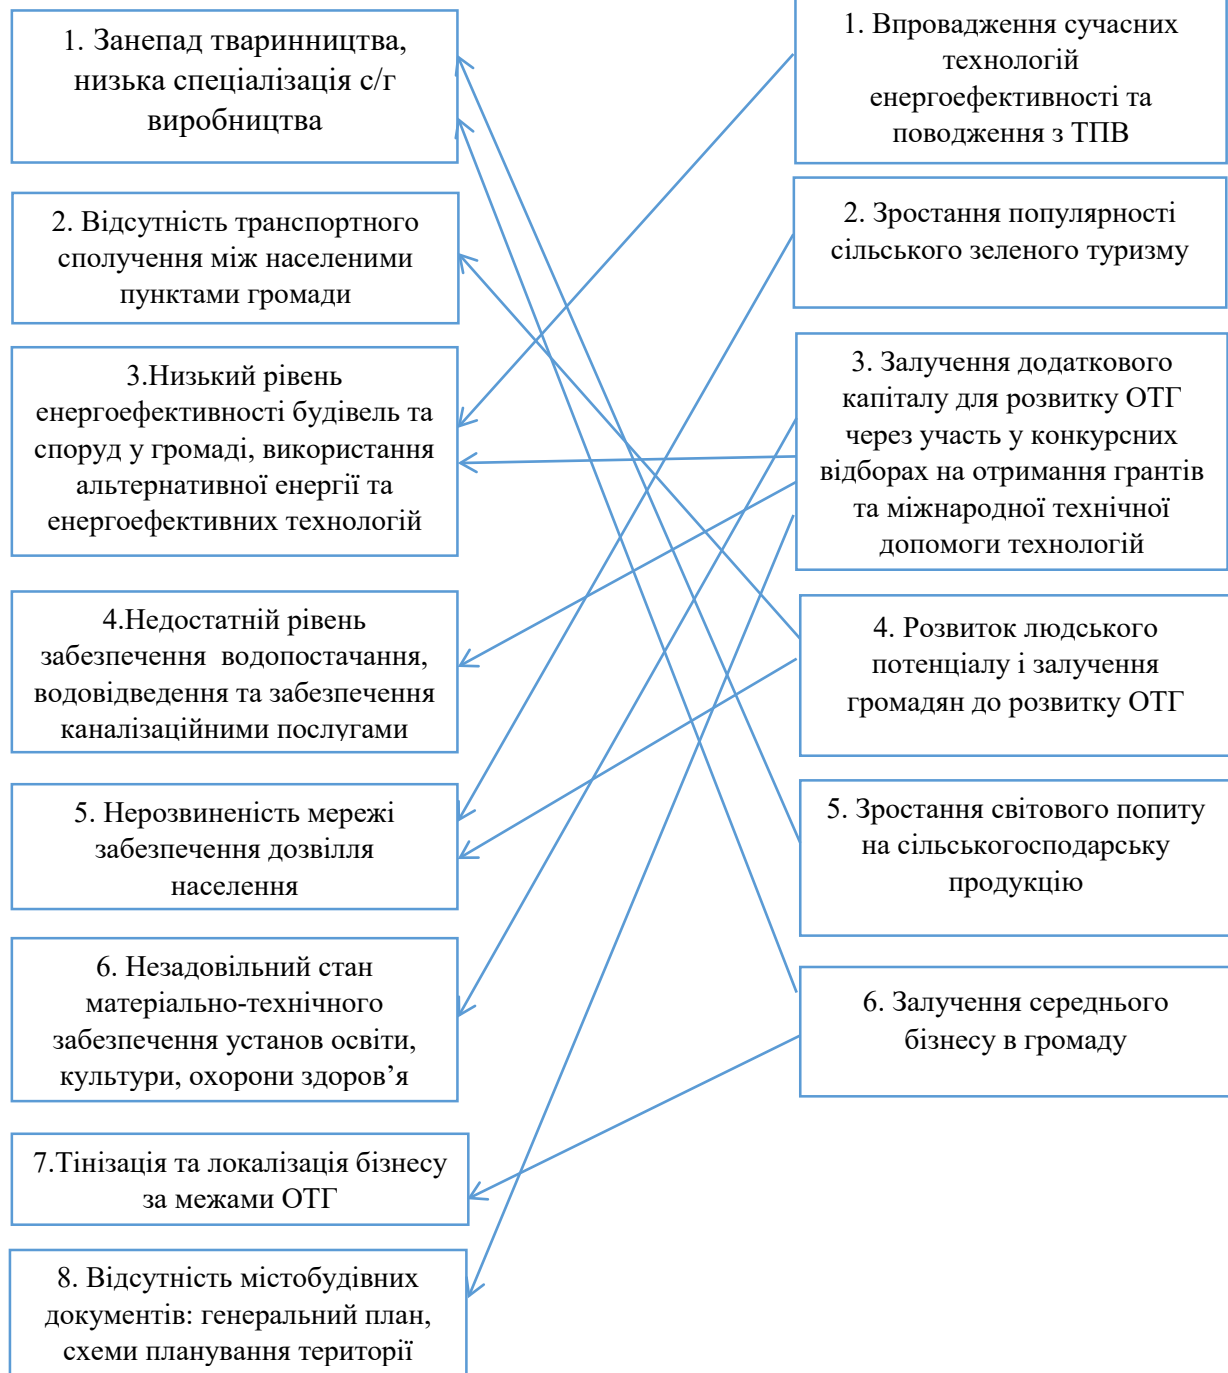 1. Занепад тваринництва,
низька спеціалізація с/г
виробництва
2. Відсутність транспортного
сполучення між населеними
пунктами громади
3.Низький рівень
енергоефективності будівель та
споруд у громаді, використання
альтернативної енергії та
енергоефективних технологій
4.Недостатній рівень
забезпечення водопостачання,
водовідведення та забезпечення
каналізаційними послугами
5. Нерозвиненість мережі
забезпечення дозвілля
населення
6. Незадовільний стан
матеріально-технічного
забезпечення установ освіти,
культури, охорони здоров’я
7.Тінізація та локалізація бізнесу
за межами ОТГ
8. Відсутність містобудівних
документів: генеральний план,
схеми планування території
1. Впровадження сучасних
технологій
енергоефективності та
поводження з ТПВ
2. Зростання популярності
сільського зеленого туризму
3. Залучення додаткового
капіталу для розвитку ОТГ
через участь у конкурсних
відборах на отримання грантів
та міжнародної технічної
допомоги технологій
4. Розвиток людського
потенціалу і залучення
громадян до розвитку ОТГ
5. Зростання світового попиту
на сільськогосподарську
продукцію
6. Залучення середнього
бізнесу в громаду